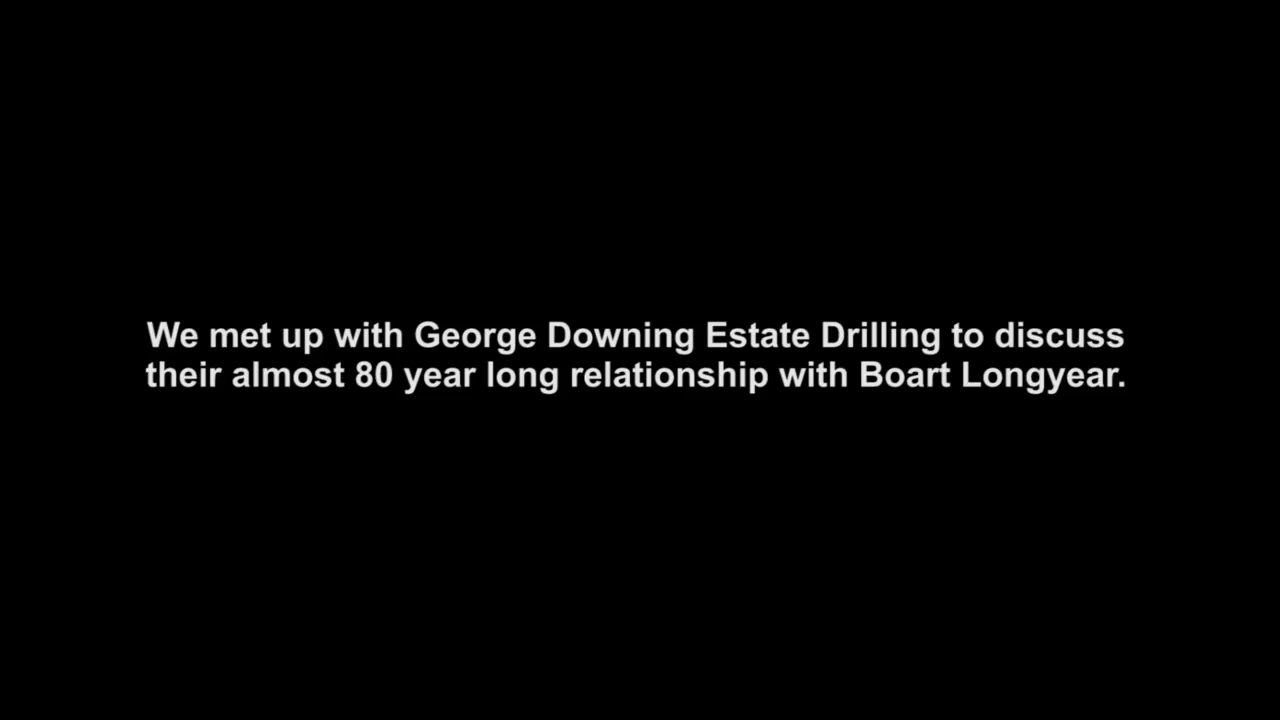 We met up with George Downing Estate Drilling to discuss
their almost 80 year long relationship with Boart Longyear.